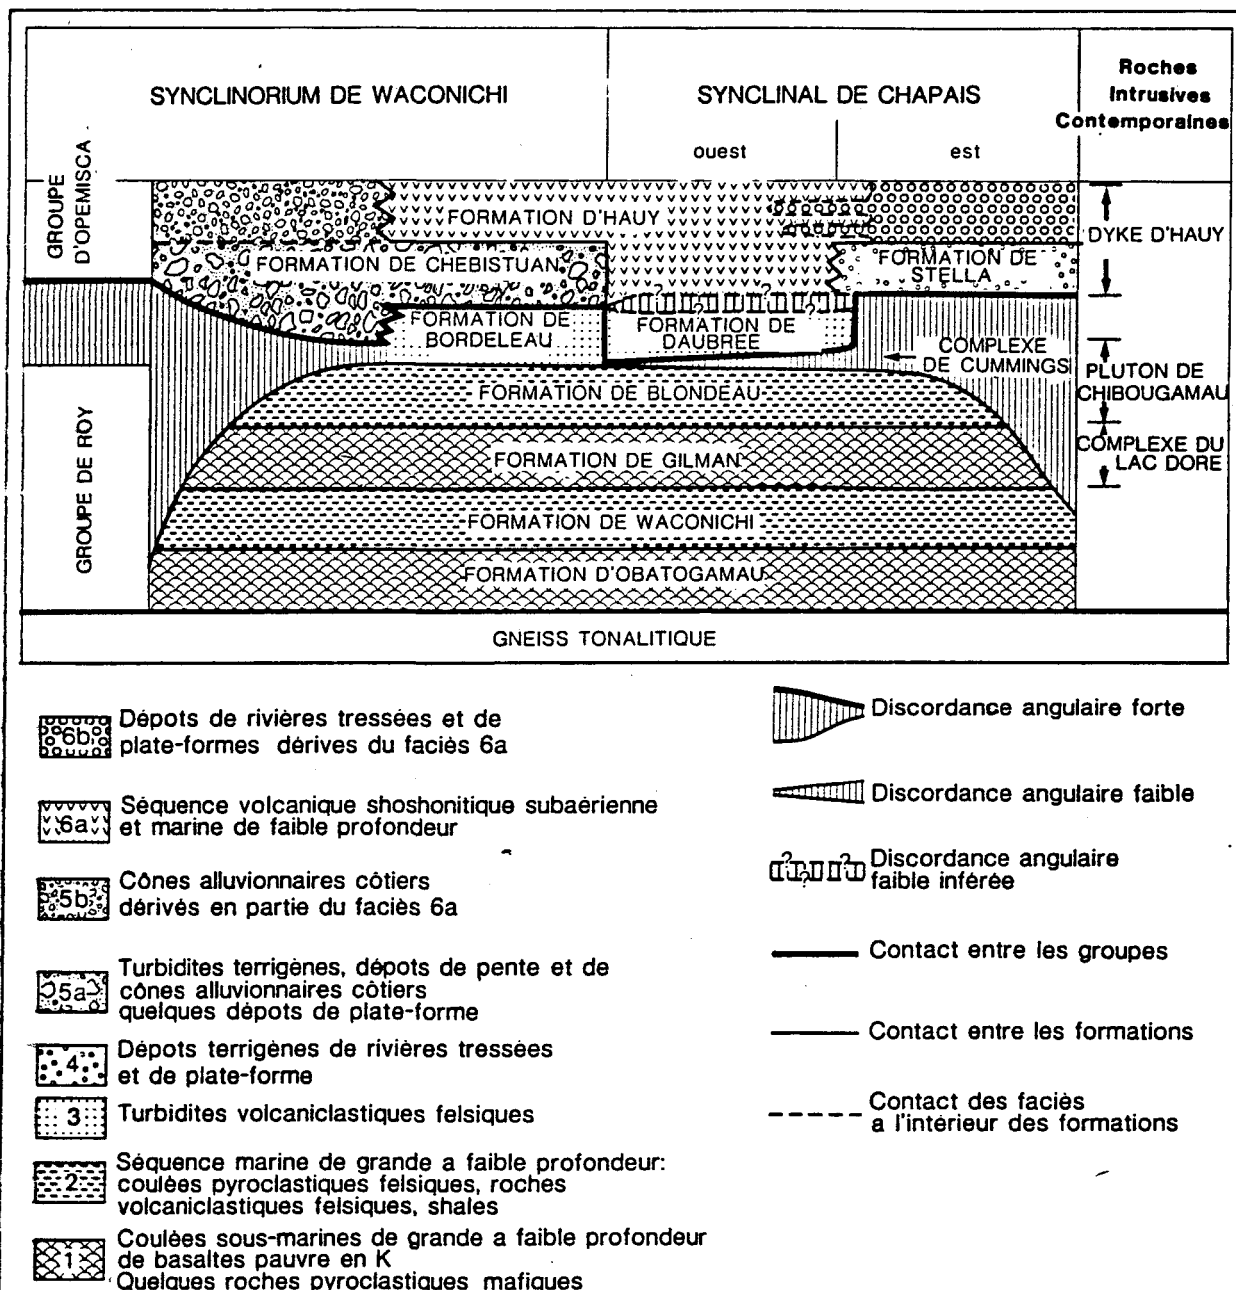 SYNCLINORIUM DE WACONICHI
SYNCLINAL DE CHAPAIS
ouest
est
Roches
Intrusives
Contemporaines
GROUPE
D'OPEMISCA
FORMATION D'HAUY
DYKE D'HAUY
FORMATION DE CHEBISTUAN
FORMATION DE
STELLA
FORMATION DE
BORDELEAU
?
?
?
?
FORMATION DE
DAUBREE
COMPLEXE
DE CUMMINGS
PLUTON DE
CHIBOUGAMAU
FORMATION DE BLONDEAU
GROUPE DE ROY
FORMATION DE GILMAN
COMPLEXE DU
LAC DORE
FORMATION DE WACONICHI
FORMATION D'OBATOGAMAU
GNEISS TONALITIQUE
6b
Dépots de rivières tressées et de
plate-formes dérives du faciès 6a
6a
Séquence volcanique shoshonitique subaérienne
et marine de faible profondeur
5b
Cônes alluvionnaires côtiers
dérivés en partie du faciès 6a
5a
Turbidites terrigènes, dépots de pente et de
cônes alluvionnaires côtiers
quelques dépots de plate-forme
4
Dépots terrigènes de rivières tressées
et de plate-forme
3
Turbidites volcaniclastiques felsiques
2
Séquence marine de grande a faible profondeur:
coulées pyroclastiques felsiques, roches
volcaniclastiques felsiques, shales
1
Coulées sous-marines de grande a faible profondeur
de basaltes pauvre en K
Quelques roches pyroclastiques mafiques
Discordance angulaire forte
Discordance angulaire faible
? ? ?
Discordance angulaire
faible inférée
Contact entre les groupes
Contact entre les formations
Contact des faciès
a l'intérieur des formations